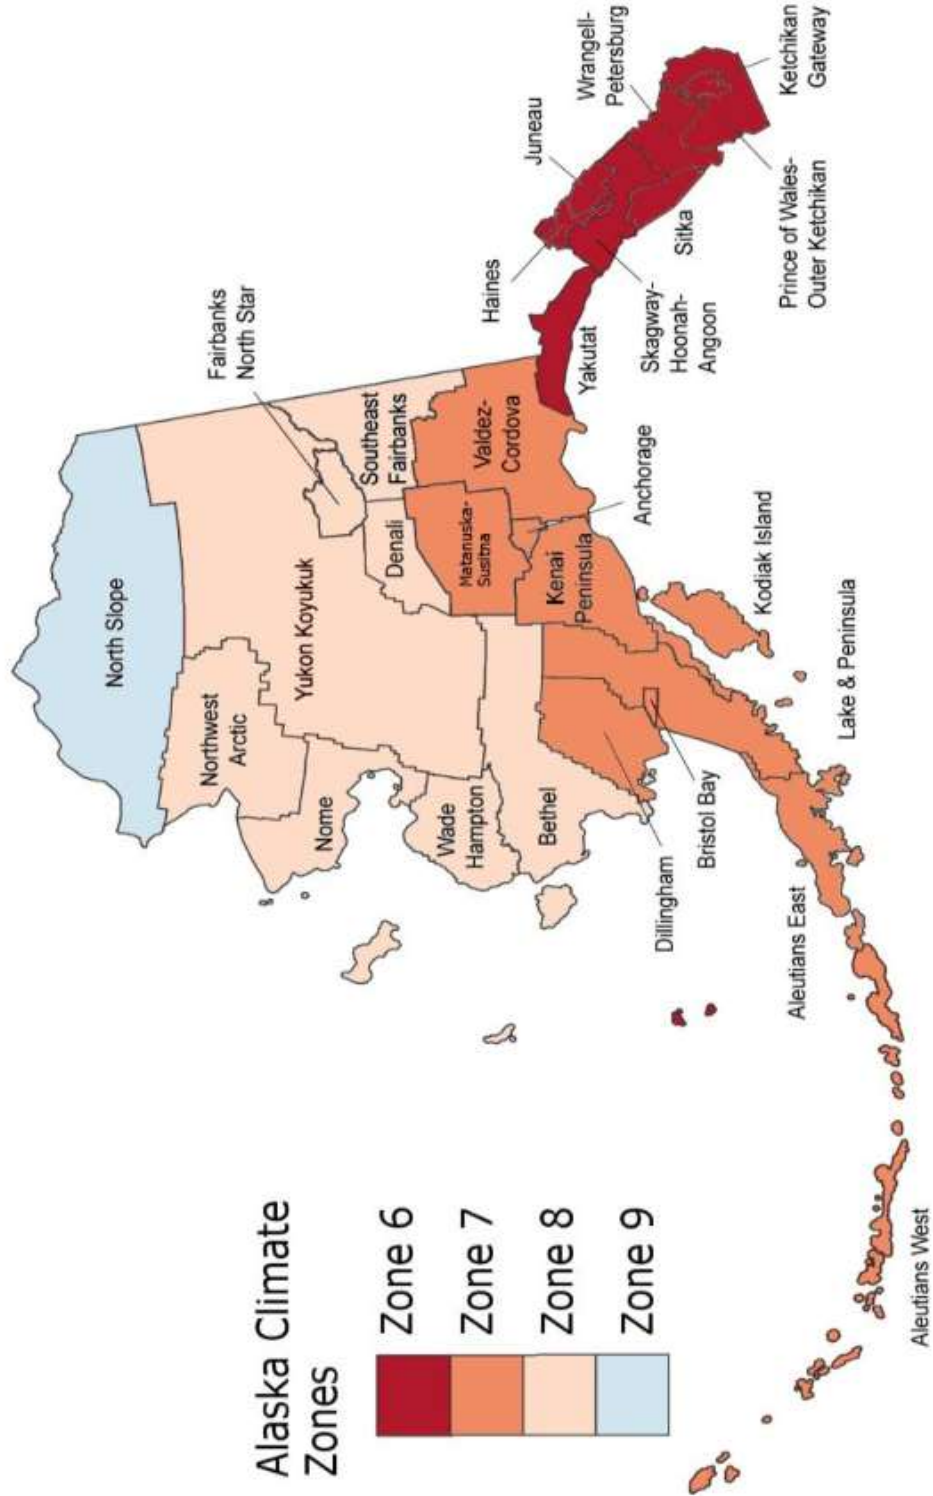 Alaska Climate
Zones
Zone 6
Zone 7
Zone 8
Zone 9
North Slope
Northwest
Arctic
Yukon Koyukuk
Fairbanks
North Star
Southeast
Fairbanks
Denali
Nome
Wade
Hampton
Bethel
Matanuska-
Susitna
Valdez-
Cordova
Kenai
Peninsula
Anchorage
Dillingham
Bristol Bay
Kodiak Island
Lake & Peninsula
Aleutians East
Aleutians West
Yakutat
Haines
Juneau
Skagway-
Hoonah-
Angoon
Sitka
Wrangell-
Petersburg
Prince of Wales-
Outer Ketchikan
Ketchikan
Gateway